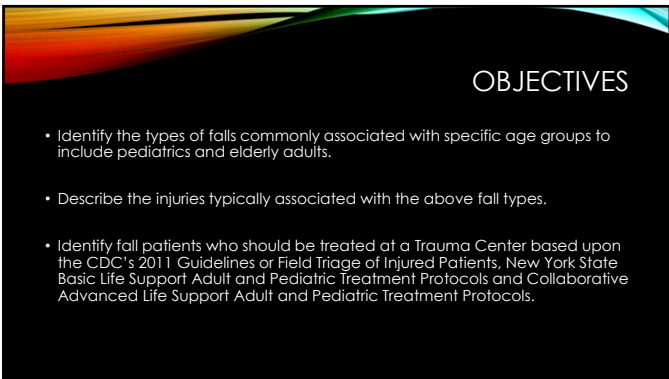 OBJECTIVES
• Identify the types of falls commonly associated with specific age groups to
include pediatrics and elderly adults.
• Describe the injuries typically associated with the above fall types.
• Identify fall patients who should be treated at a Trauma Center based upon
the CDC's 2011 Guidelines or Field Triage of Injured Patients, New York State
Basic Life Support Adult and Pediatric Treatment Protocols and Collaborative
Advanced Life Support Adult and Pediatric Treatment Protocols.